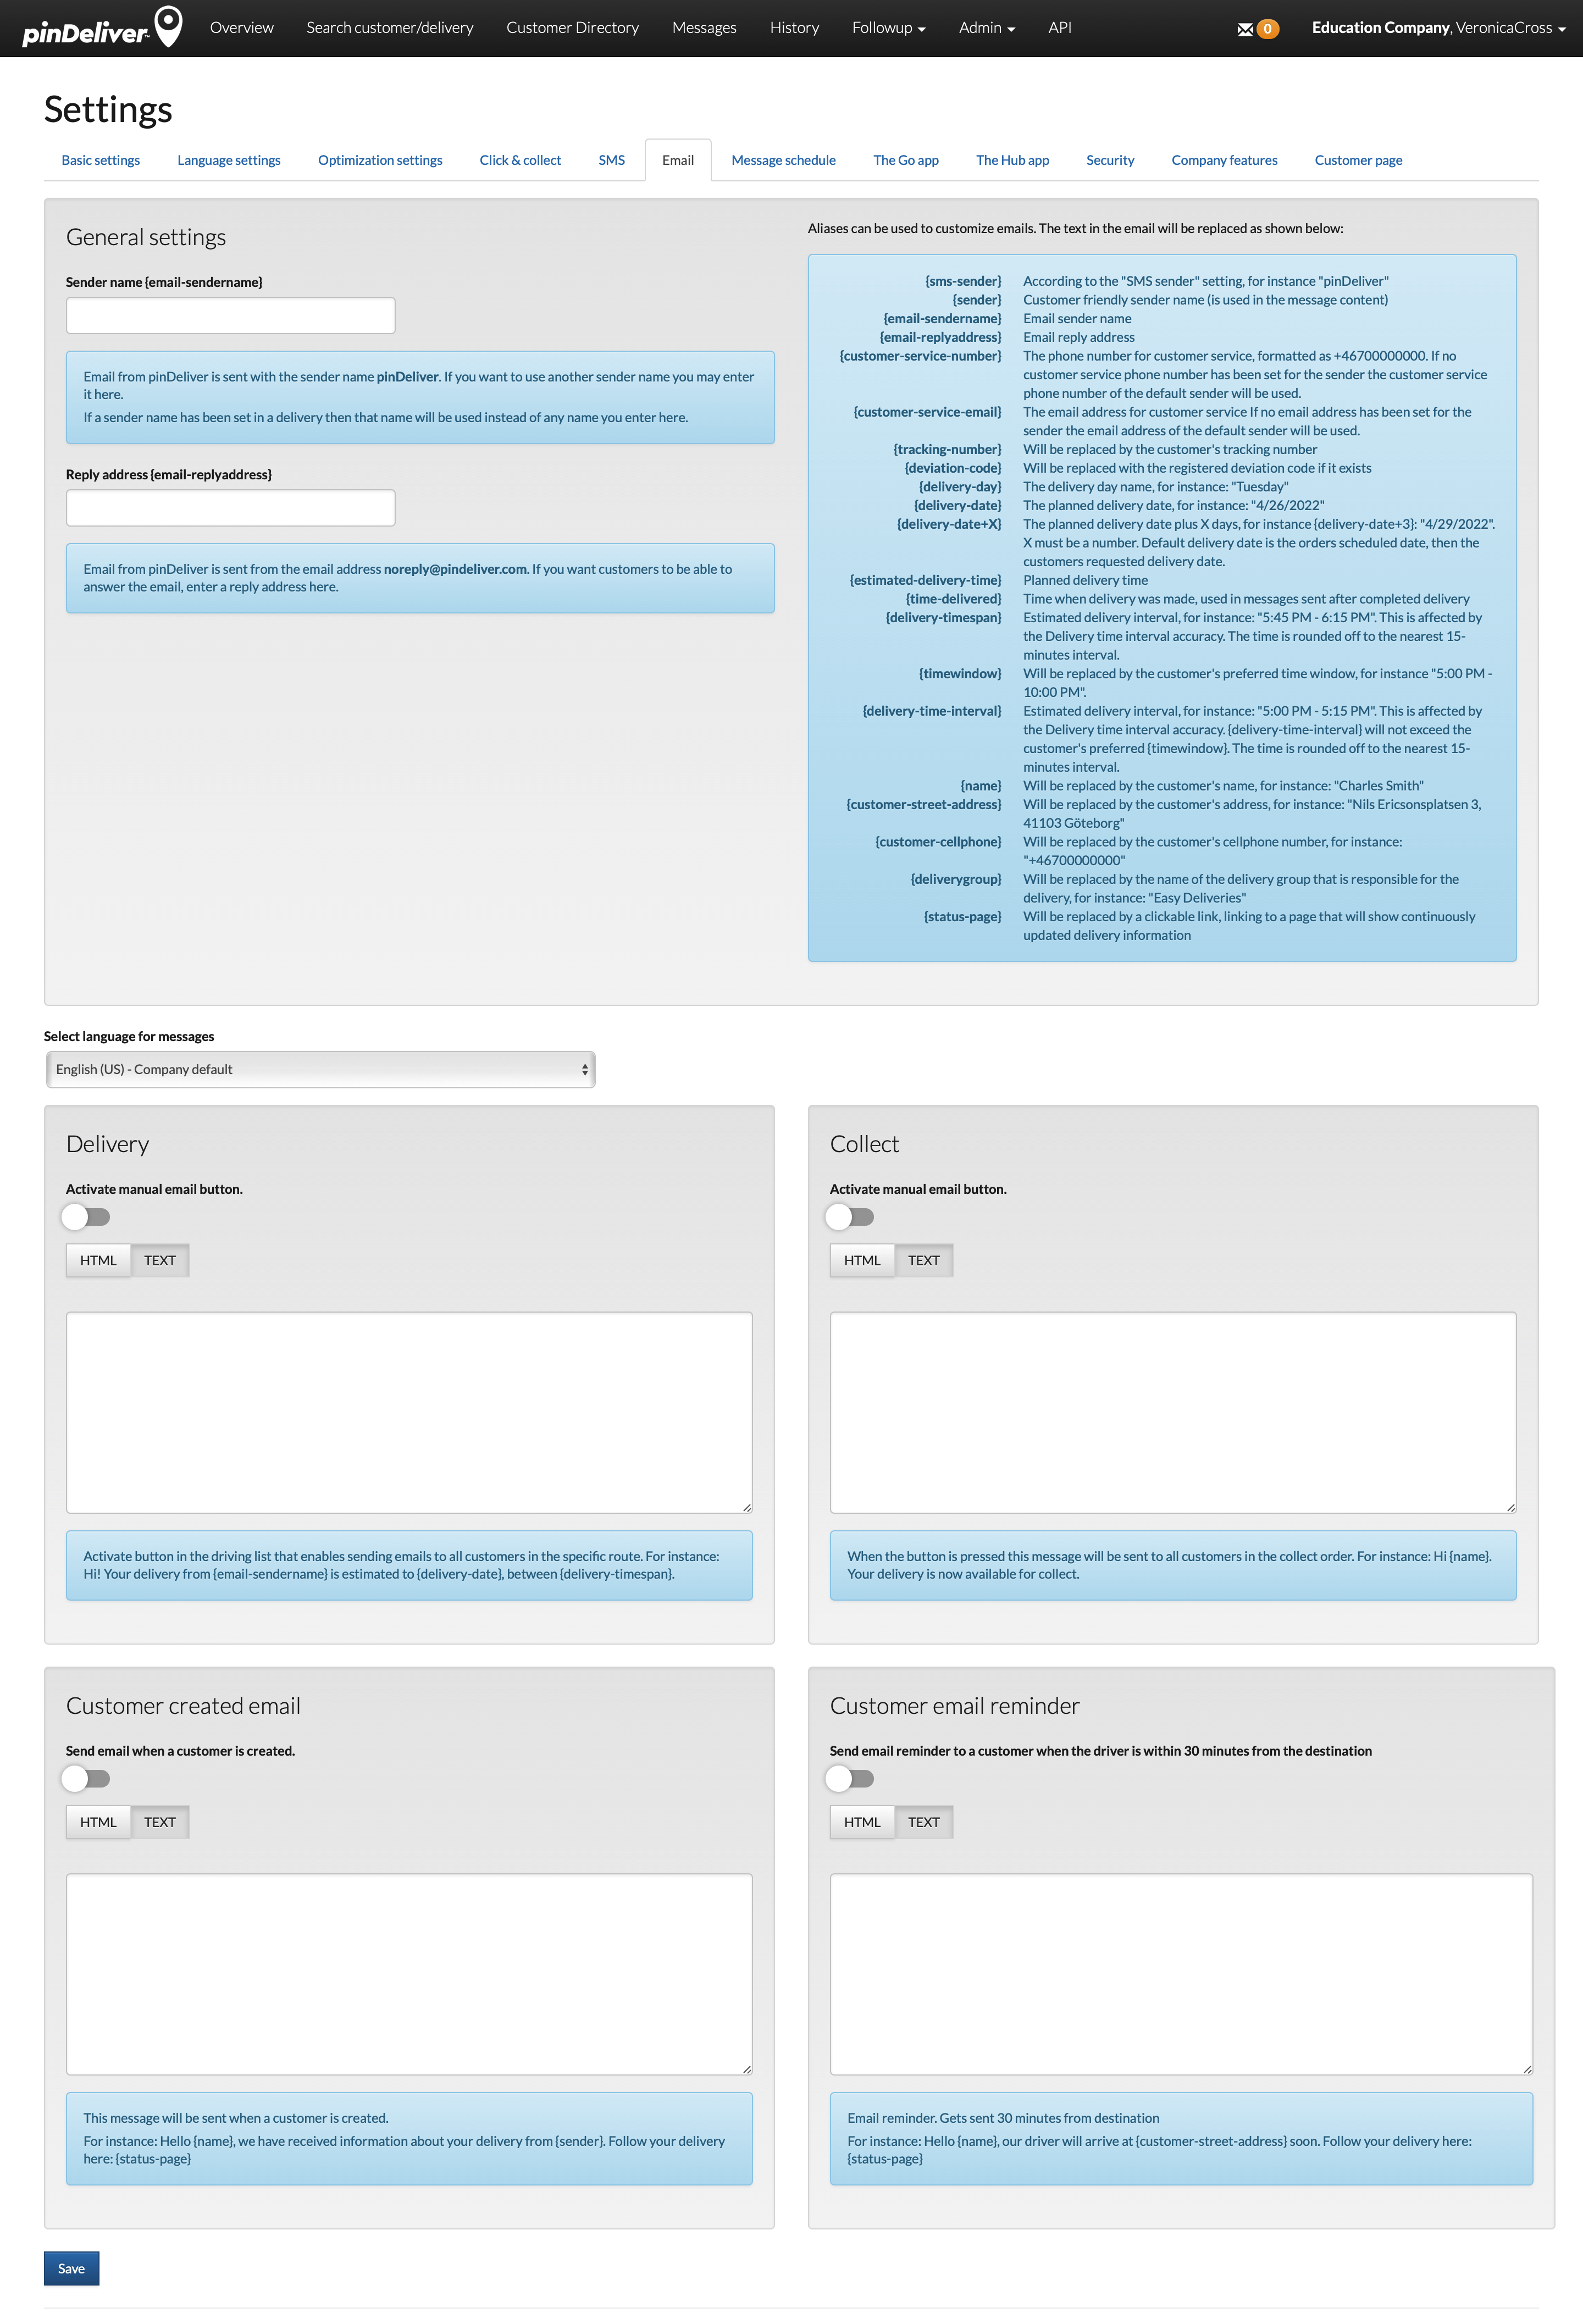 pinDeliver™ Overview Search customer/delivery Customer Directory Messages History Followup Admin API 0 Education Company, VeronicaCross
Settings
Basic settings Language settings Optimization settings Click & collect SMS Email Message schedule The Go app The Hub app Security Company features Customer page
General settings
Sender name {email-sendername}
Email from pinDeliver is sent with the sender name pinDeliver. If you want to use another sender name you may enter
it here.
If a sender name has been set in a delivery then that name will be used instead of any name you enter here.
Reply address {email-replyaddress}
Email from pinDeliver is sent from the email address noreply@pindeliver.com. If you want customers to be able to
answer the email, enter a reply address here.
Aliases can be used to customize emails. The text in the email will be replaced as shown below:
{sms-sender} According to the "SMS sender" setting, for instance "pinDeliver"
{sender} Customer friendly sender name (is used in the message content)
{email-sendername} Email sender name
{email-replyaddress} Email reply address
{customer-service-number} The phone number for customer service, formatted as +46700000000. If no
customer service phone number has been set for the sender the customer service
phone number of the default sender will be used.
{customer-service-email} The email address for customer service If no email address has been set for the
sender the email address of the default sender will be used.
{tracking-number} Will be replaced by the customer's tracking number
{deviation-code} Will be replaced with the registered deviation code if it exists
{delivery-day} The delivery day name, for instance: "Tuesday"
{delivery-date} The planned delivery date, for instance: "4/26/2022"
{delivery-date+X} The planned delivery date plus X days, for instance {delivery-date+3}: "4/29/2022".
X must be a number. Default delivery date is the orders scheduled date, then the
customers requested delivery date.
{estimated-delivery-time} Planned delivery time
{time-delivered} Time when delivery was made, used in messages sent after completed delivery
{delivery-timespan} Estimated delivery interval, for instance: "5:45 PM - 6:15 PM". This is affected by
the Delivery time interval accuracy. The time is rounded off to the nearest 15-
minutes interval.
{timewindow} Will be replaced by the customer's preferred time window, for instance "5:00 PM -
10:00 PM".
{delivery-time-interval} Estimated delivery interval, for instance: "5:00 PM - 5:15 PM". This is affected by
the Delivery time interval accuracy. {delivery-time-interval} will not exceed the
customer's preferred {timewindow}. The time is rounded off to the nearest 15-
minutes interval.
{name} Will be replaced by the customer's name, for instance: "Charles Smith"
{customer-street-address} Will be replaced by the customer's address, for instance: "Nils Ericsonsplatsen 3,
41103 Göteborg"
{customer-cellphone} Will be replaced by the customer's cellphone number, for instance:
"+46700000000"
{deliverygroup} Will be replaced by the name of the delivery group that is responsible for the
delivery, for instance: "Easy Deliveries"
{status-page} Will be replaced by a clickable link, linking to a page that will show continuously
updated delivery information
Select language for messages
English (US) - Company default
Delivery
Activate manual email button.
HTML TEXT
Activate button in the driving list that enables sending emails to all customers in the specific route. For instance:
Hi! Your delivery from {email-sendername} is estimated to {delivery-date}, between {delivery-timespan}.
Collect
Activate manual email button.
HTML TEXT
When the button is pressed this message will be sent to all customers in the collect order. For instance: Hi {name}.
Your delivery is now available for collect.
Customer created email
Send email when a customer is created.
HTML TEXT
This message will be sent when a customer is created.
For instance: Hello {name}, we have received information about your delivery from {sender}. Follow your delivery
here: {status-page}
Customer email reminder
Send email reminder to a customer when the driver is within 30 minutes from the destination
HTML TEXT
Email reminder. Gets sent 30 minutes from destination
For instance: Hello {name}, our driver will arrive at {customer-street-address} soon. Follow your delivery here:
{status-page}
Save